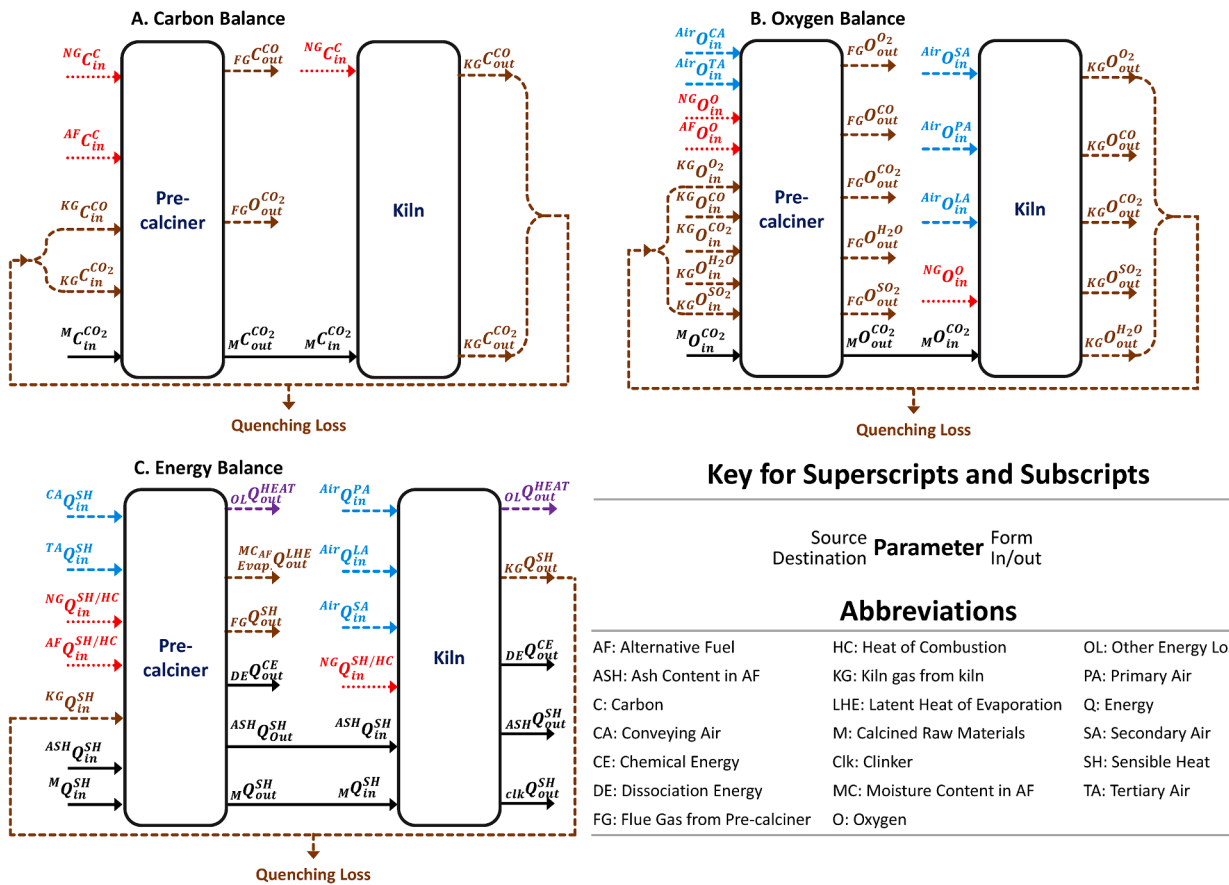 A. Carbon Balance
NG C in C
FG C out CO
NG C in C
KG C out CO
AF C in C
Pre-
calciner
Kiln
KG C in CO
FG O out CO2
KG C in CO2
M C in CO2
M C out CO2
M C in CO2
KG C out CO2
Quenching Loss
B. Oxygen Balance
Air O in CA
FG O out O2
Air O in SA
KG O out O2
Air O in TA
NG O in O
AF O in O
FG O out CO
Air O in PA
KG O out CO
KG O in O2
KG O in CO
FG O out CO2
Pre-
calciner
Kiln
Air O in LA
KG O out CO2
KG O in CO2
FG O out H2O
KG O in H2O
NG O in O
KG O out SO2
KG O in SO2
FG O out SO2
M O in CO2
M O out CO2
M O in CO2
KG O out H2O
Quenching Loss
C. Energy Balance
CA Q in SH
OL Q out HEAT
Air Q in PA
OL Q out HEAT
TA Q in SH
MC AF Evap. Q out LHE
Air Q in LA
KG Q out SH
NG Q in SH/HC
FG Q out SH
Air Q in SA
AF Q in SH/HC
Pre-
calciner
Kiln
DE Q out CE
NG Q in SH/HC
DE Q out CE
KG Q in SH
ASH Q Out SH
ASH Q in SH
ASH Q out SH
ASH Q in SH
M Q in SH
M Q out SH
M Q in SH
clk Q out SH
Quenching Loss
Key for Superscripts and Subscripts
Source Parameter Form
Destination In/out
Abbreviations
AF: Alternative Fuel HC: Heat of Combustion OL: Other Energy Lo
ASH: Ash Content in AF KG: Kiln gas from kiln PA: Primary Air
C: Carbon LHE: Latent Heat of Evaporation Q: Energy
CA: Conveying Air M: Calcined Raw Materials SA: Secondary Air
CE: Chemical Energy Clk: Clinker SH: Sensible Heat
DE: Dissociation Energy MC: Moisture Content in AF TA: Tertiary Air
FG: Flue Gas from Pre-calciner O: Oxygen